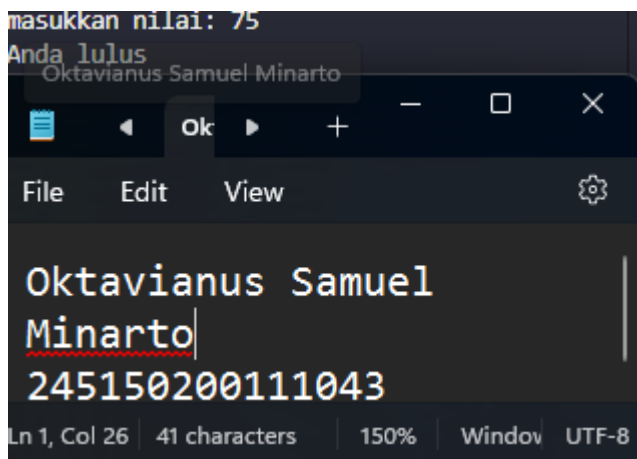 masukkan nilai: 75
Anda lulus
Oktavianus Samuel Minarto
Ok
File Edit View
Oktavianus Samuel
Minarto
245150200111043
Ln 1, Col 26 41 characters 150% Window UTF-8